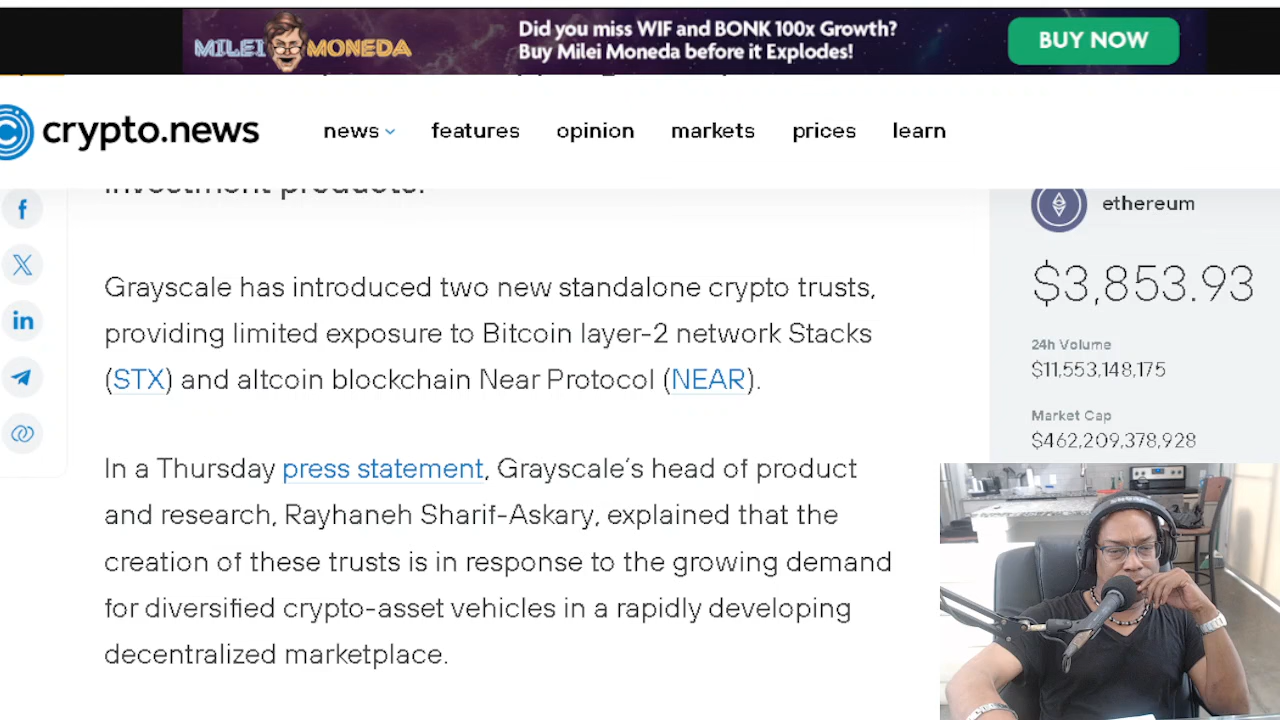 MILEI MONEDA
Did you miss WIF and BONK 100x Growth?
Buy Milei Moneda before it Explodes!
BUY NOW
crypto.news
news
features
opinion
markets
prices
learn
investment products.
Grayscale has introduced two new standalone crypto trusts,
providing limited exposure to Bitcoin layer-2 network Stacks
(STX) and altcoin blockchain Near Protocol (NEAR).
In a Thursday press statement, Grayscale’s head of product
and research, Rayhaneh Sharif-Askary, explained that the
creation of these trusts is in response to the growing demand
for diversified crypto-asset vehicles in a rapidly developing
decentralized marketplace.
ethereum
$3,853.93
24h Volume
$11,553,148,175
Market Cap
$462,209,378,928